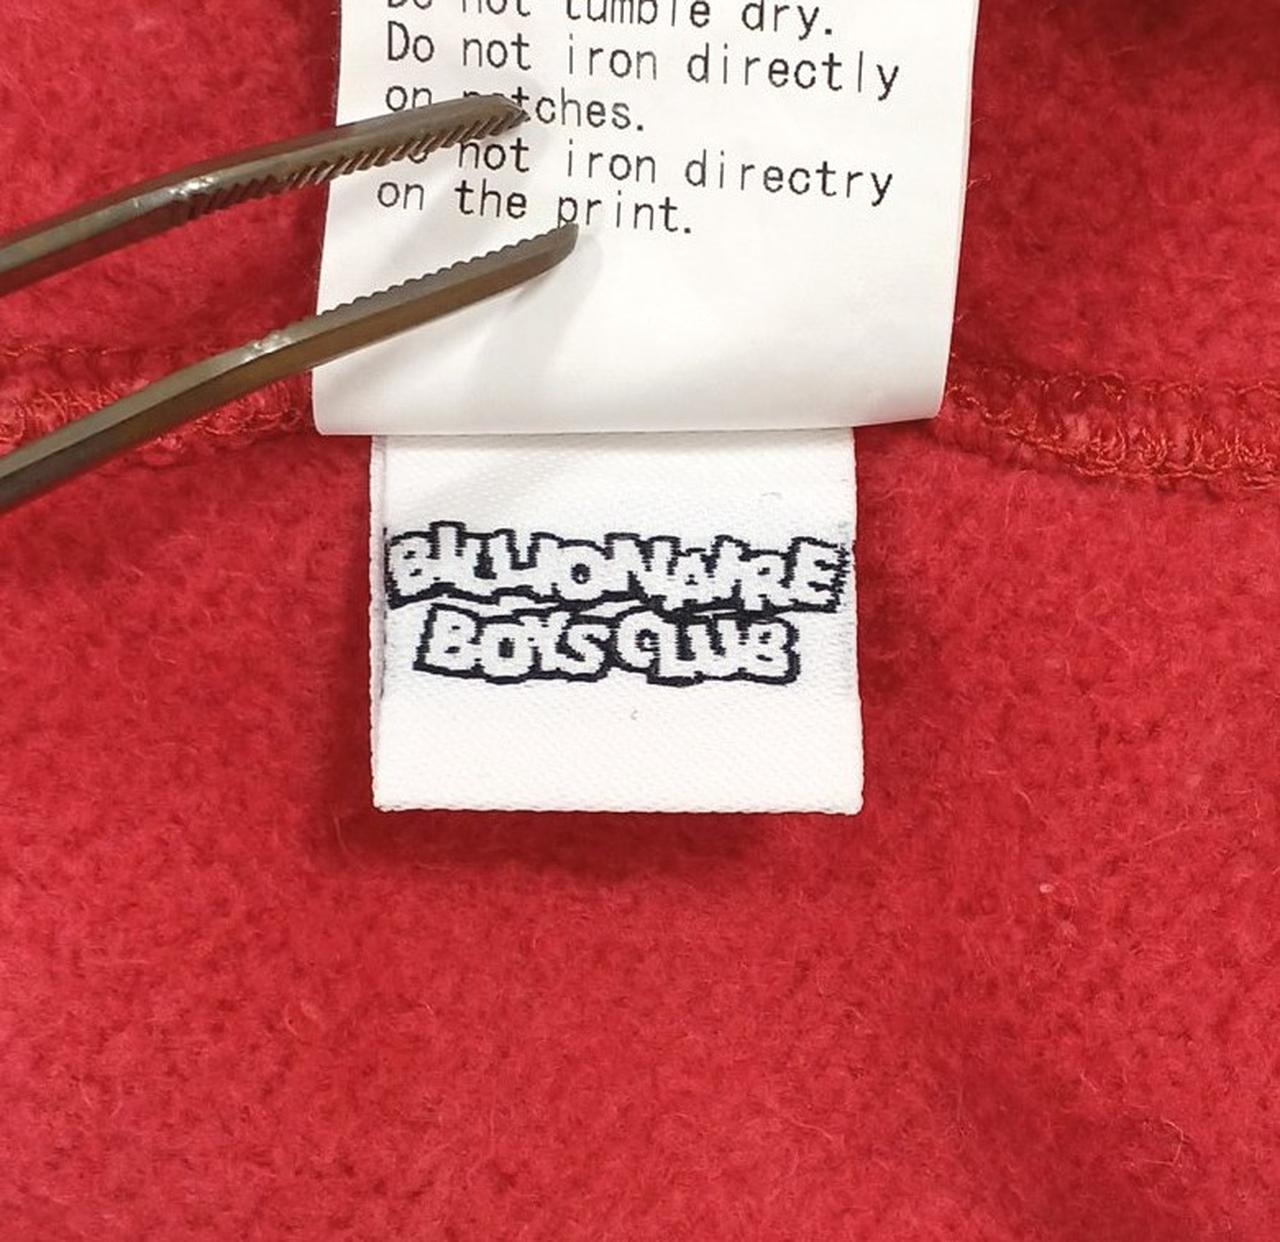 Do not tumble dry.
Do not iron directly
on patches.
Do not iron directry
on the print.
BILLIONAIRE
BOYS CLUB